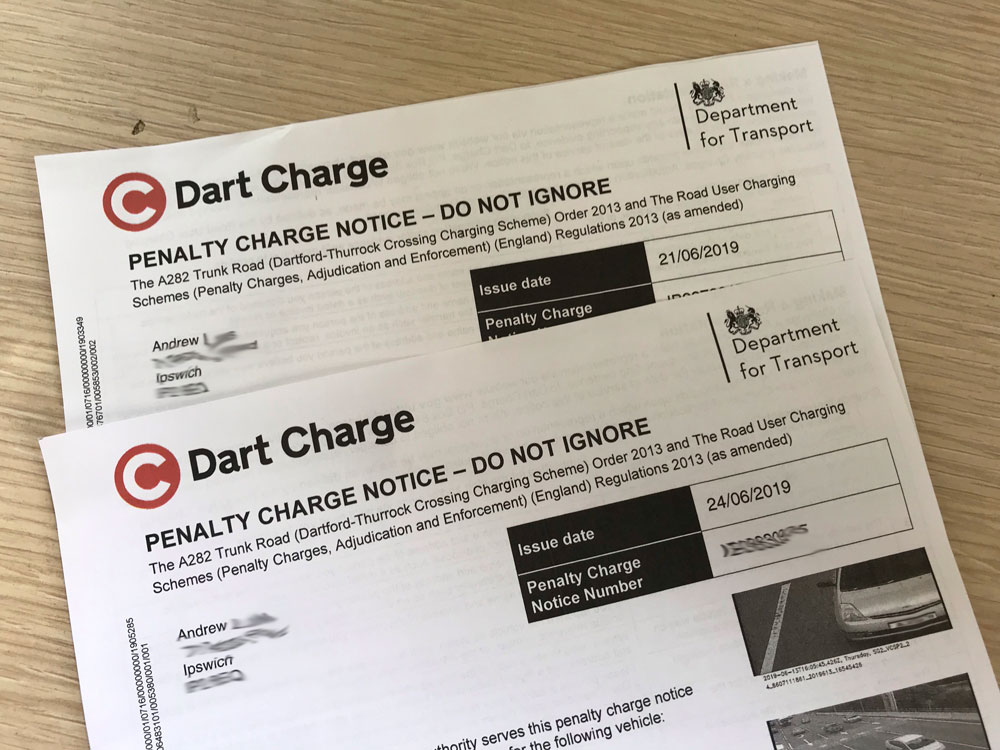 Department
for Transport
Dart Charge
PENALTY CHARGE NOTICE – DO NOT IGNORE
The A282 Trunk Road (Dartford-Thurrock Crossing Charging Scheme) Order 2013 and The Road User Charging
Schemes (Penalty Charges, Adjudication and Enforcement) (England) Regulations 2013 (as amended)
Issue date
21/06/2019
Penalty Charge
Andrew
Ipswich
Department
for Transport
Dart Charge
PENALTY CHARGE NOTICE – DO NOT IGNORE
The A282 Trunk Road (Dartford-Thurrock Crossing Charging Scheme) Order 2013 and The Road User Charging
Schemes (Penalty Charges, Adjudication and Enforcement) (England) Regulations 2013 (as amended)
Issue date
24/06/2019
Penalty Charge
Notice Number
Andrew
Ipswich
thority serves this penalty charge notice
the following vehicle: